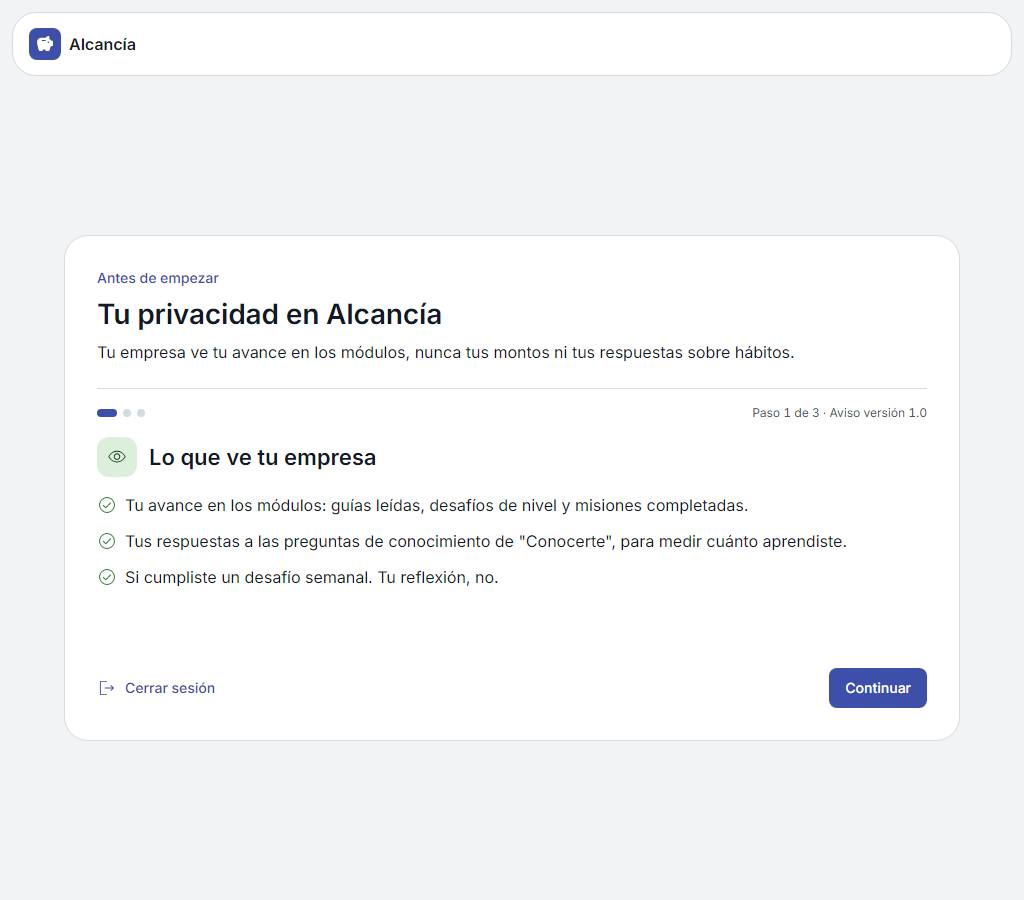 Alcancía
Antes de empezar
Tu privacidad en Alcancía
Tu empresa ve tu avance en los módulos, nunca tus montos ni tus respuestas sobre hábitos.
Paso 1 de 3 · Aviso versión 1.0
Lo que ve tu empresa
Tu avance en los módulos: guías leídas, desafíos de nivel y misiones completadas.
Tus respuestas a las preguntas de conocimiento de "Conocerte", para medir cuánto aprendiste.
Si cumpliste un desafío semanal. Tu reflexión, no.
Cerrar sesión
Continuar